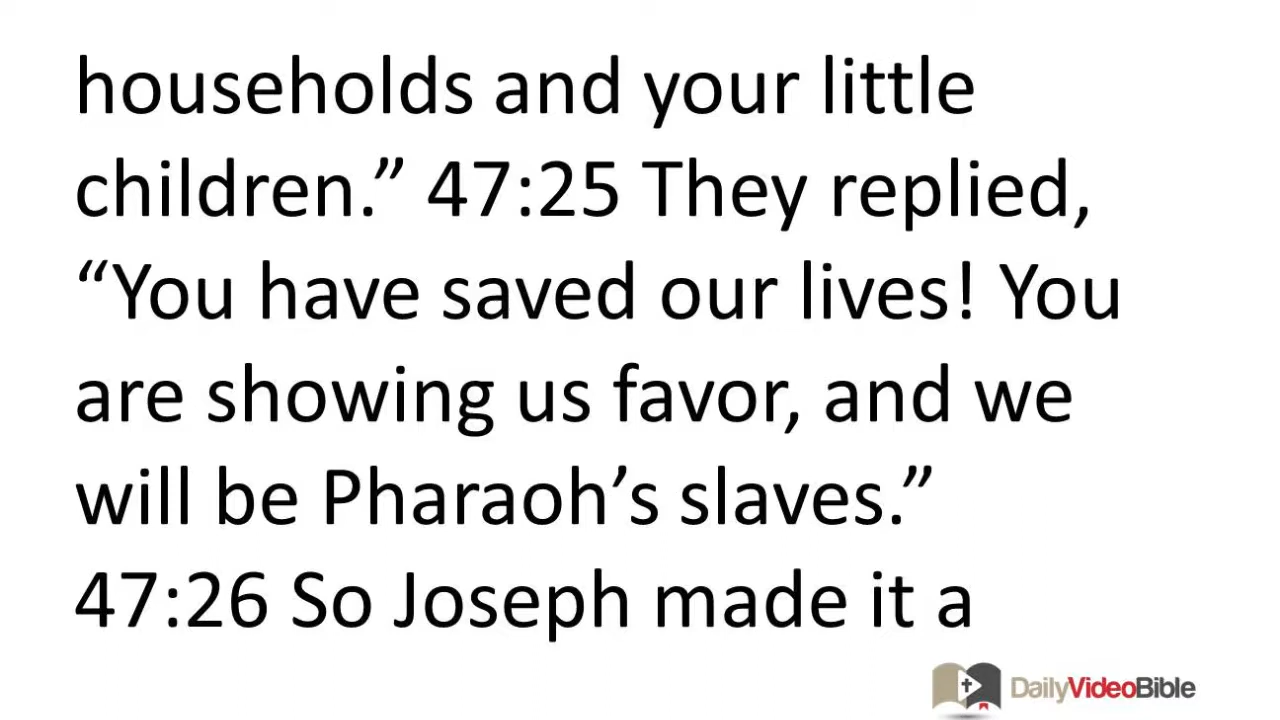 households and your little
children.” 47:25 They replied,
“You have saved our lives! You
are showing us favor, and we
will be Pharaoh’s slaves.”
47:26 So Joseph made it a
DailyVideoBible